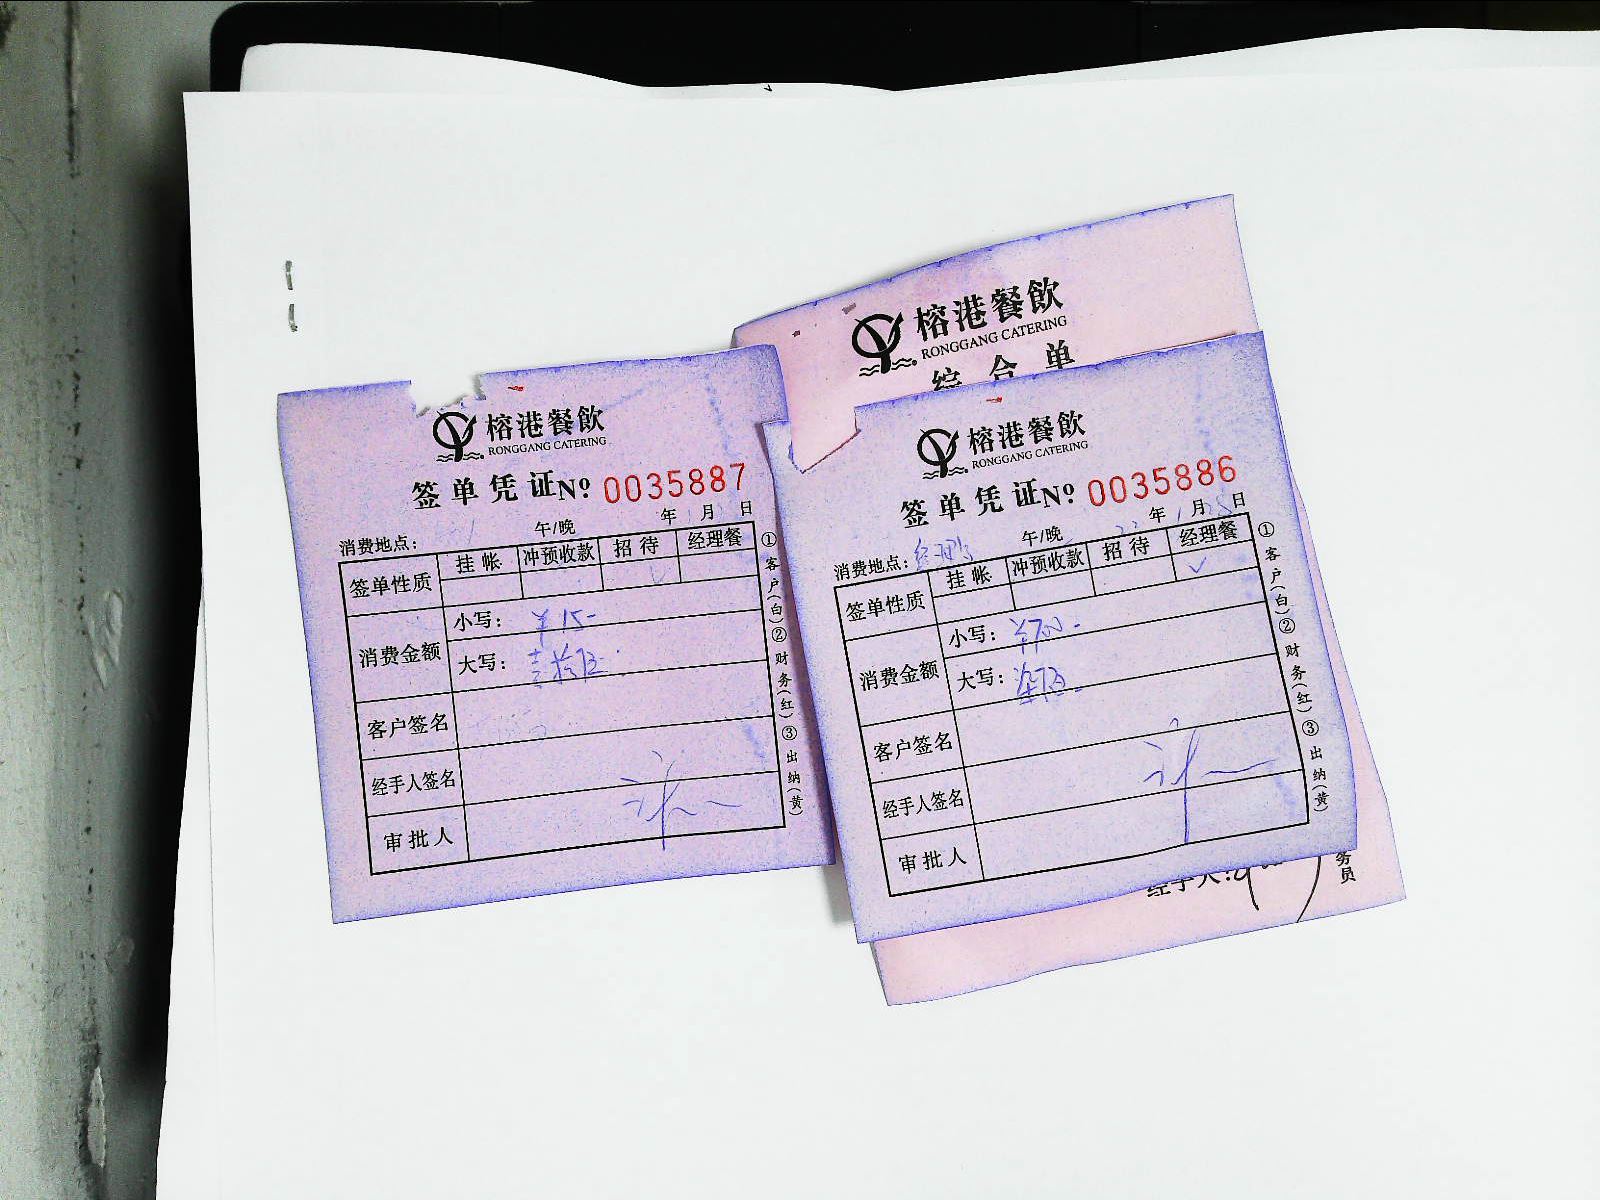 榕港餐飲
RONGGANG CATERING
综合单
榕港餐飲
RONGGANG CATERING
签单凭证№ 0035887
午/晚 年 月 日
消费地点：
签单性质 挂帐 冲预收款 招待 经理餐
✓
消费金额 小写：¥15-
大写：
客户签名
经手人签名
审批人
①客户(白)②财务(红)③出纳(黄)
榕港餐飲
RONGGANG CATERING
签单凭证№ 0035886
午/晚 年 1月 日
消费地点：
签单性质 挂帐 冲预收款 招待 经理餐
✓
消费金额 小写：¥700-
大写：
客户签名
经手人签名
审批人
①客户(白)②财务(红)③出纳(黄)
经手人:
务员